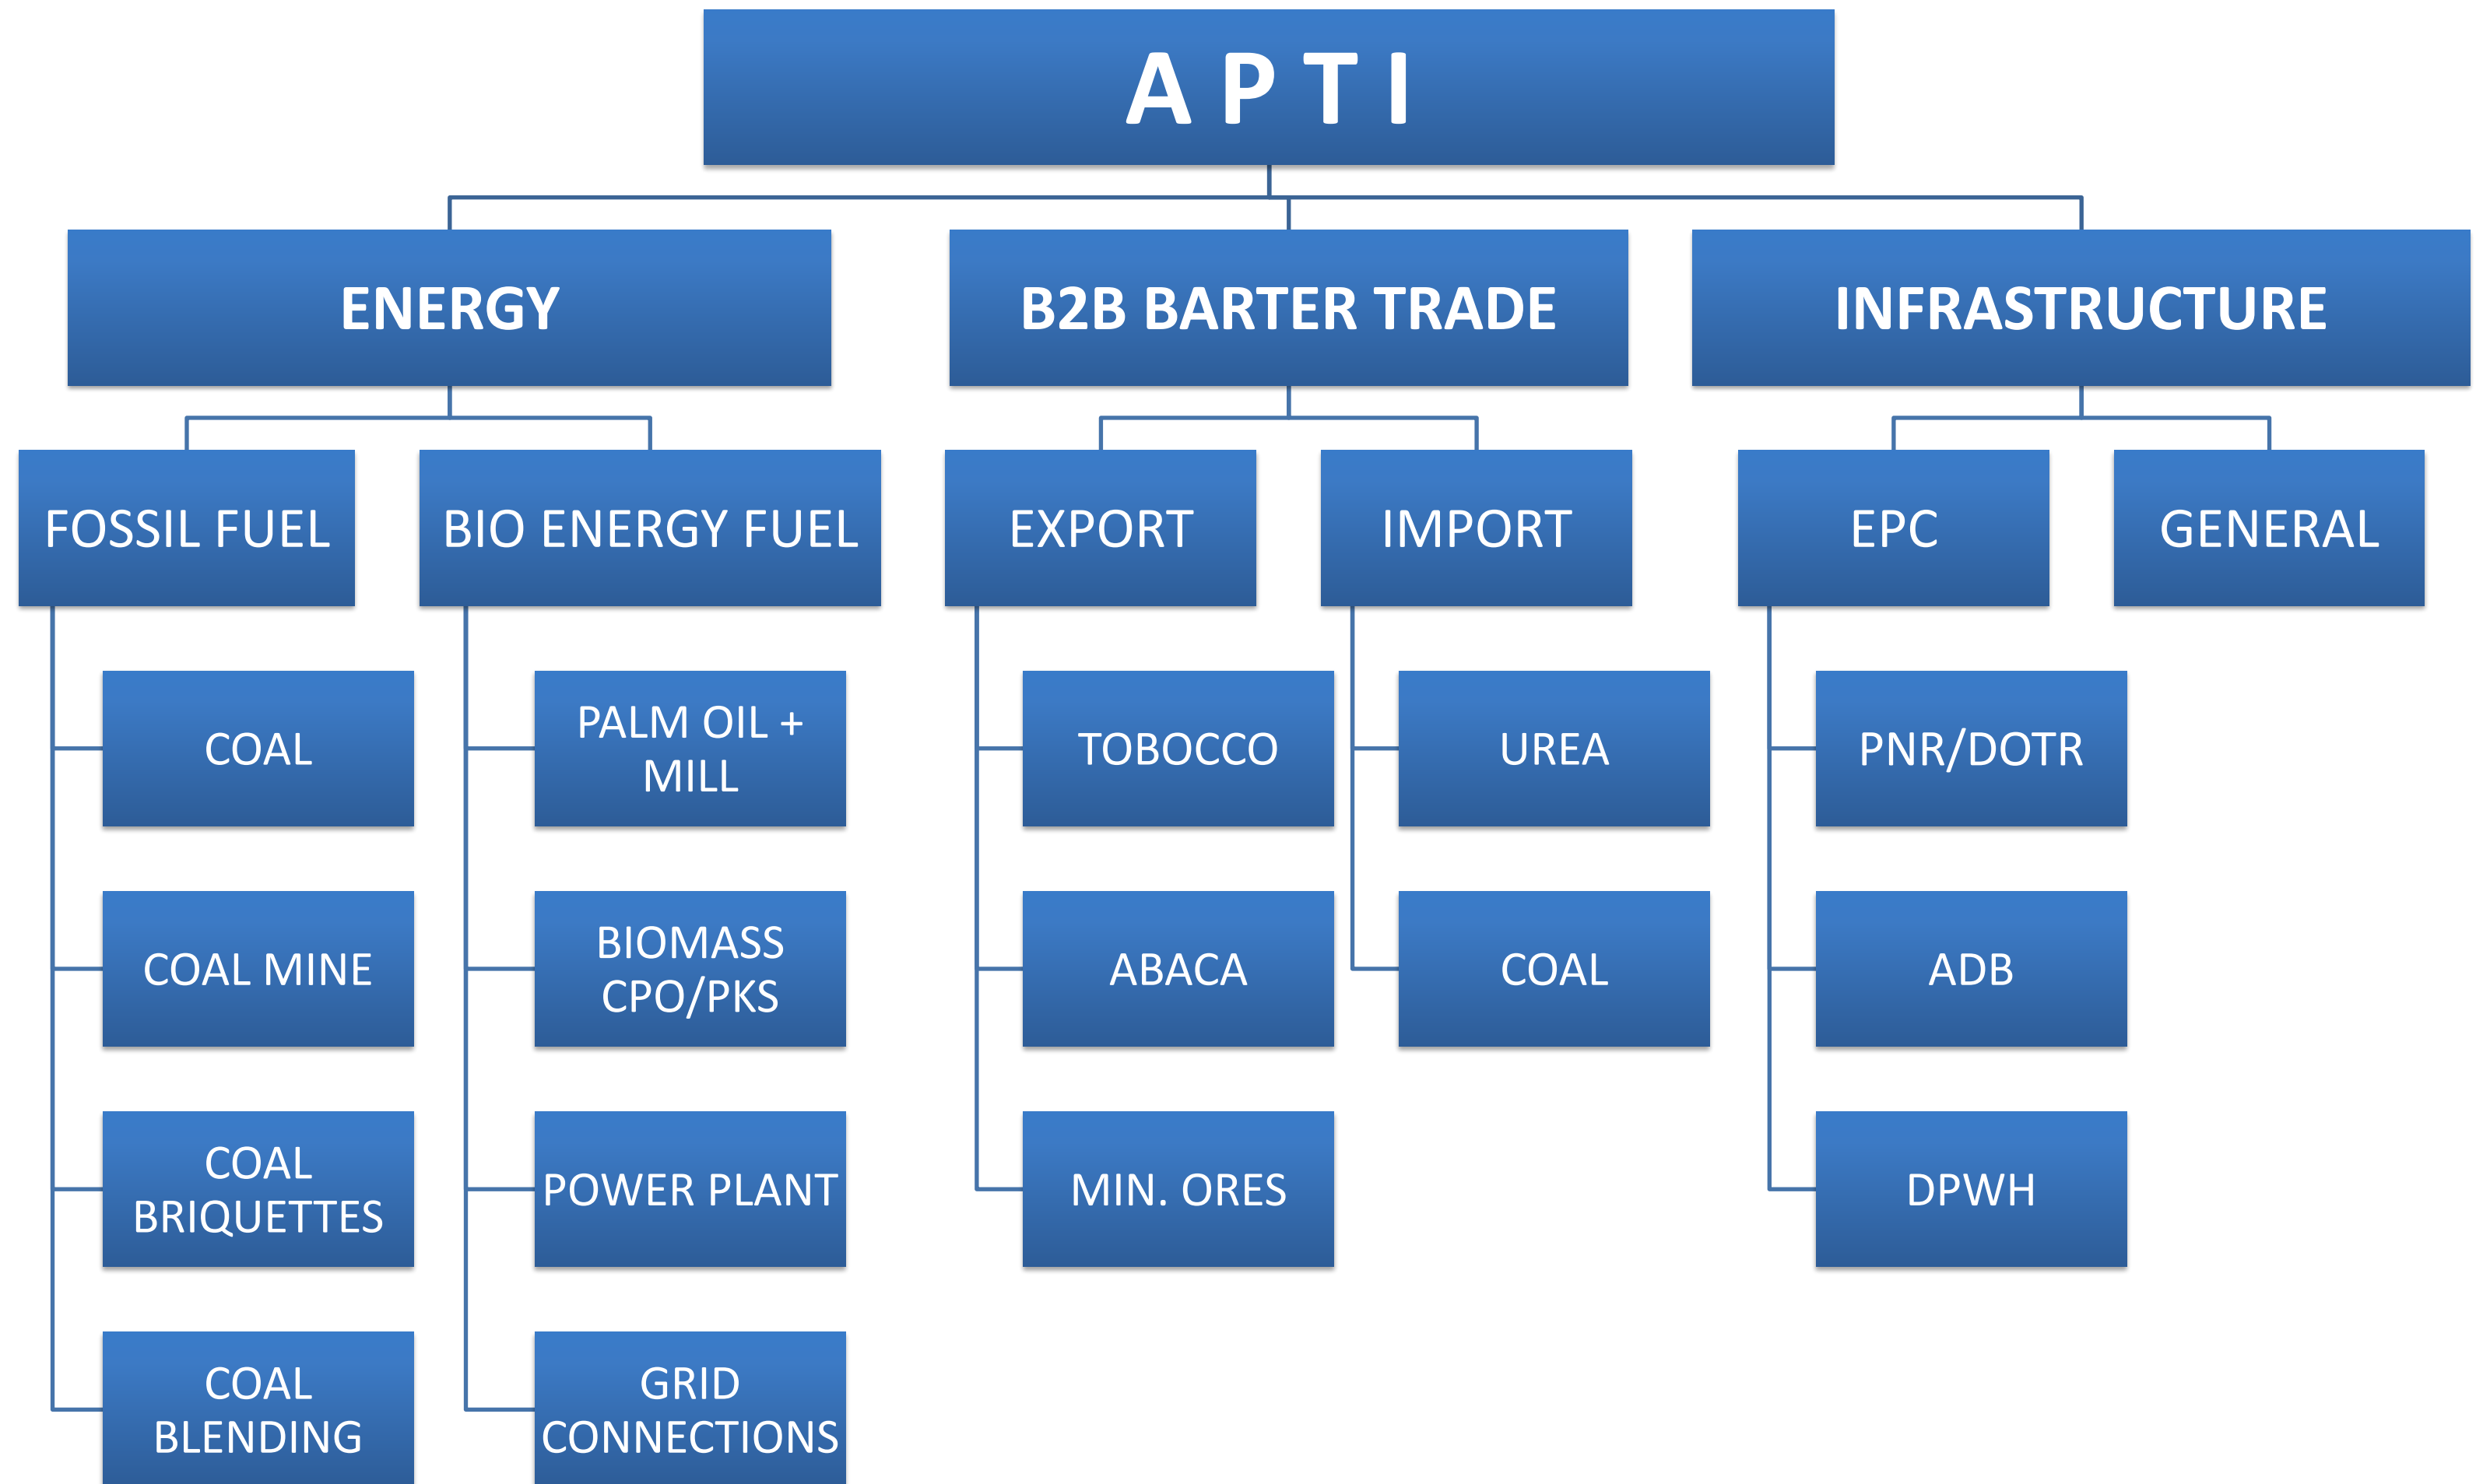 A P T I
ENERGY
B2B BARTER TRADE
INFRASTRUCTURE
FOSSIL FUEL
BIO ENERGY FUEL
EXPORT
IMPORT
EPC
GENERAL
COAL
PALM OIL +
MILL
TOBOCCO
UREA
PNR/DOTR
COAL MINE
BIOMASS
CPO/PKS
ABACA
COAL
ADB
COAL
BRIQUETTES
POWER PLANT
MIN. ORES
DPWH
COAL
BLENDING
GRID
CONNECTIONS